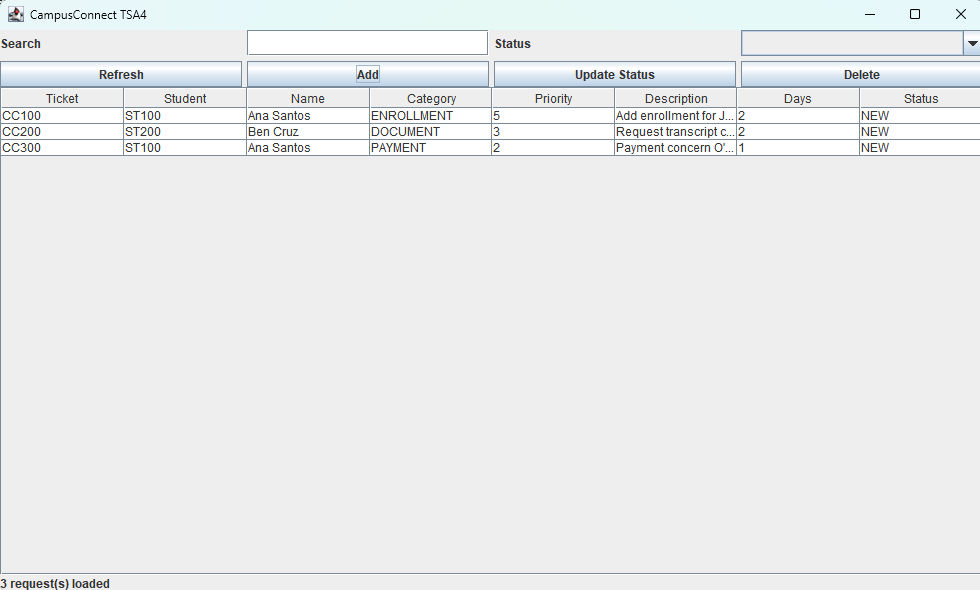 CampusConnect TSA4
Search Status
Refresh Add Update Status Delete
Ticket Student Name Category Priority Description Days Status
CC100 ST100 Ana Santos ENROLLMENT 5 Add enrollment for J... 2 NEW
CC200 ST200 Ben Cruz DOCUMENT 3 Request transcript c... 2 NEW
CC300 ST100 Ana Santos PAYMENT 2 Payment concern O'... 1 NEW
3 request(s) loaded